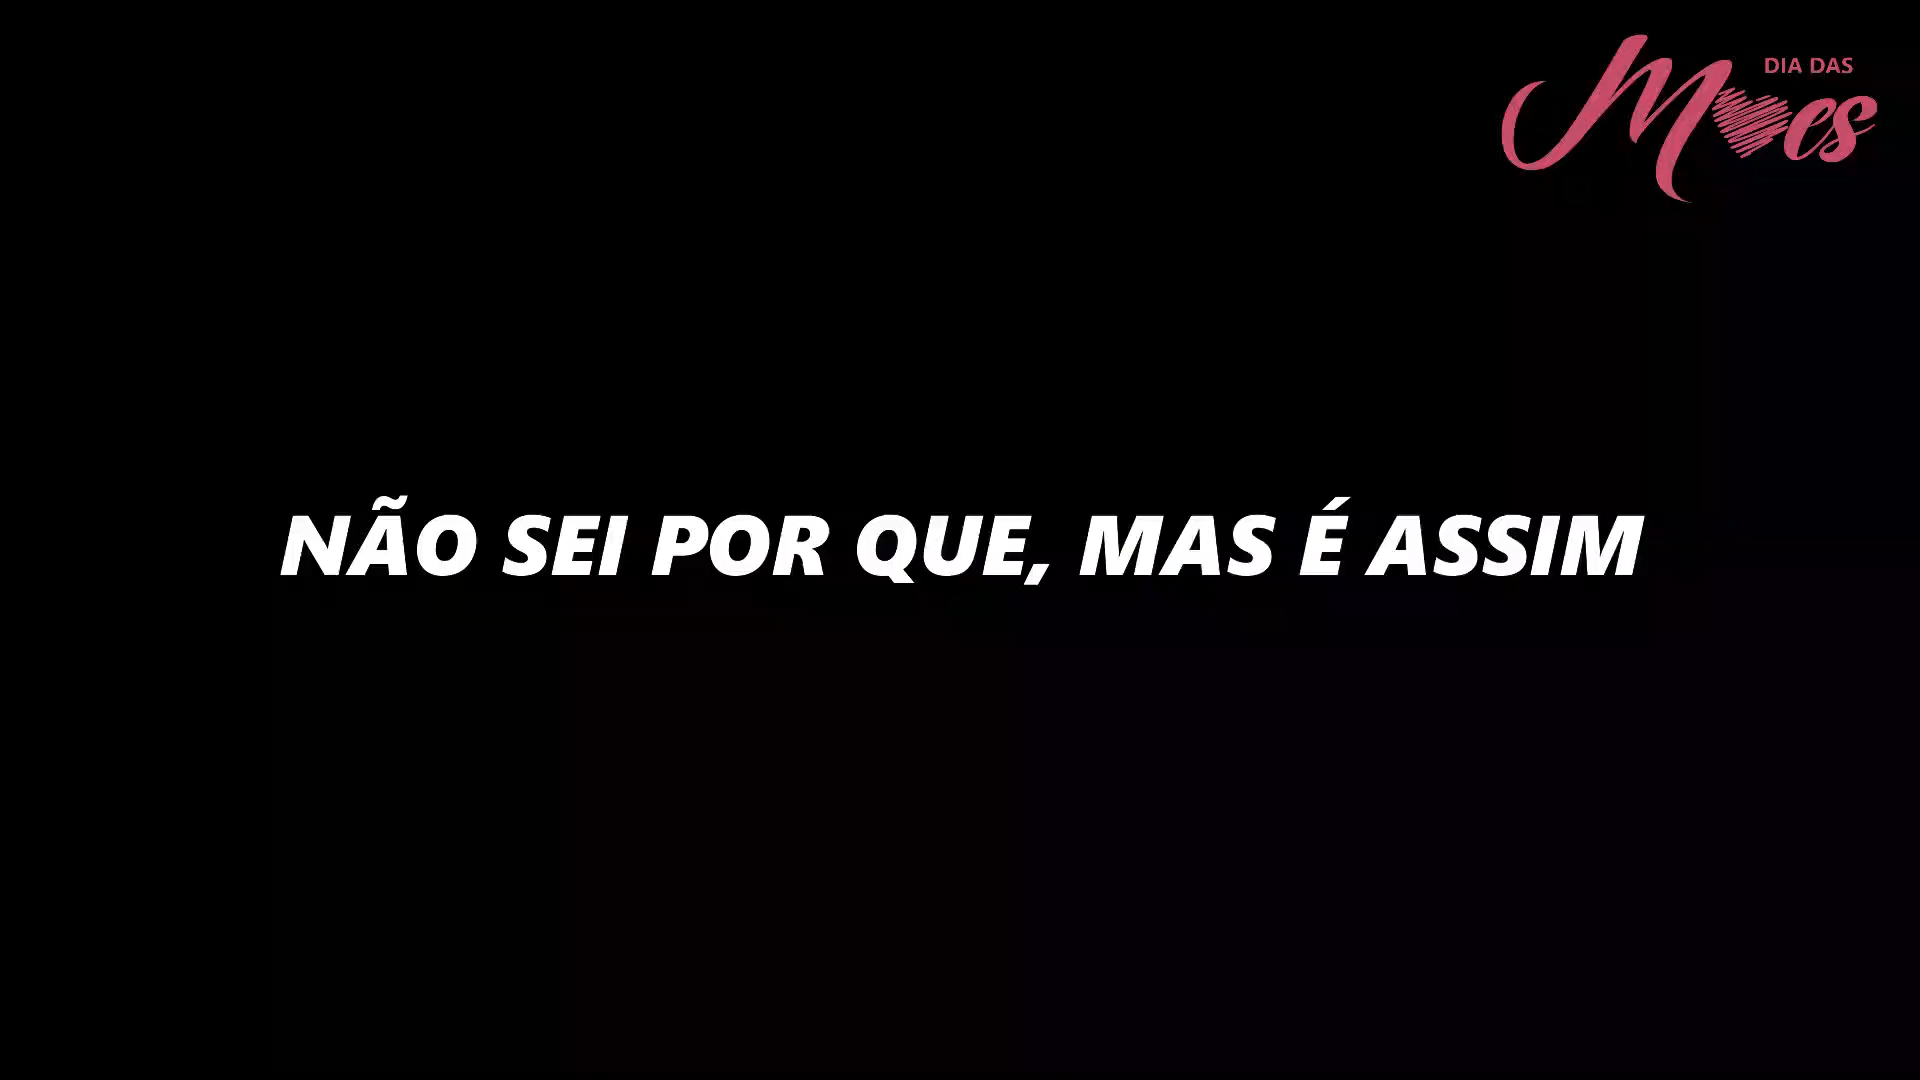 DIA DAS
Mães
NÃO SEI POR QUE, MAS É ASSIM